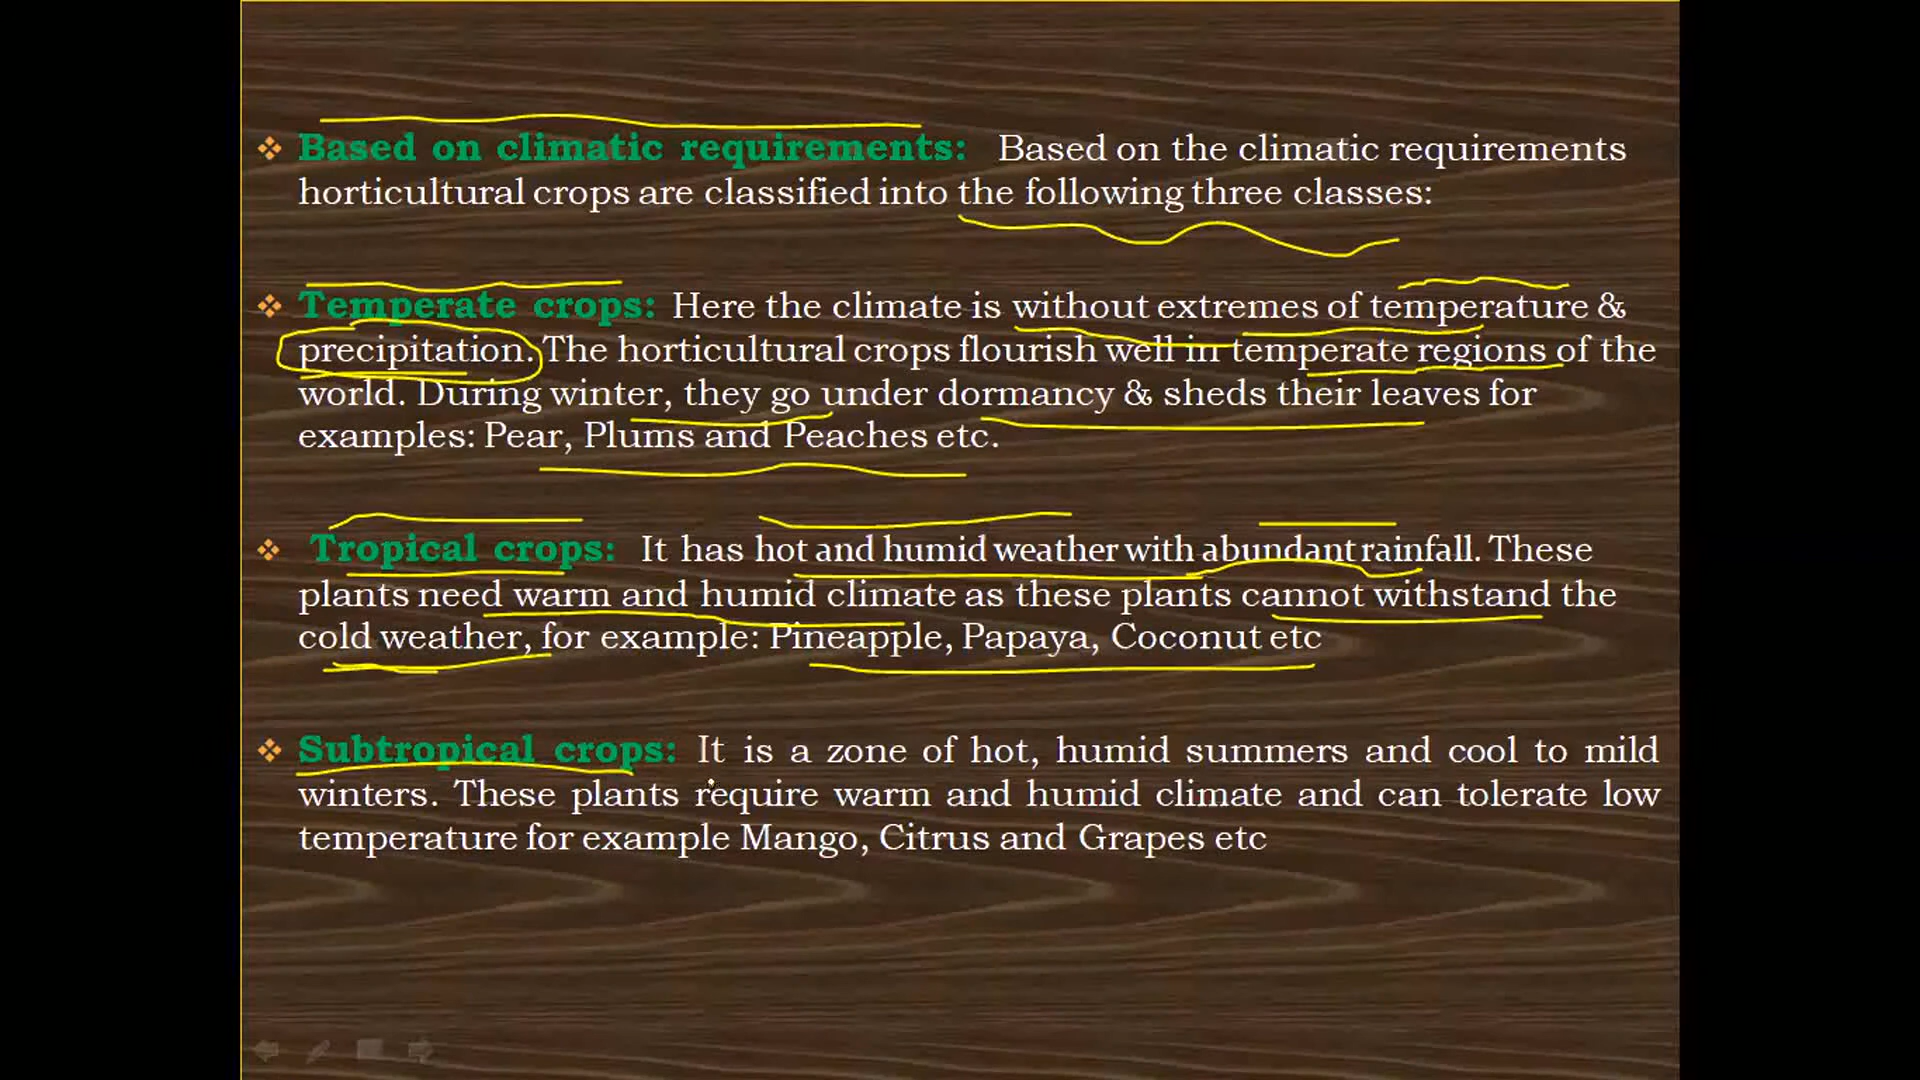 ❖ Based on climatic requirements: Based on the climatic requirements
horticultural crops are classified into the following three classes:
❖ Temperate crops: Here the climate is without extremes of temperature &
precipitation. The horticultural crops flourish well in temperate regions of the
world. During winter, they go under dormancy & sheds their leaves for
examples: Pear, Plums and Peaches etc.
❖ Tropical crops: It has hot and humid weather with abundant rainfall. These
plants need warm and humid climate as these plants cannot withstand the
cold weather, for example: Pineapple, Papaya, Coconut etc
❖ Subtropical crops: It is a zone of hot, humid summers and cool to mild
winters. These plants require warm and humid climate and can tolerate low
temperature for example Mango, Citrus and Grapes etc